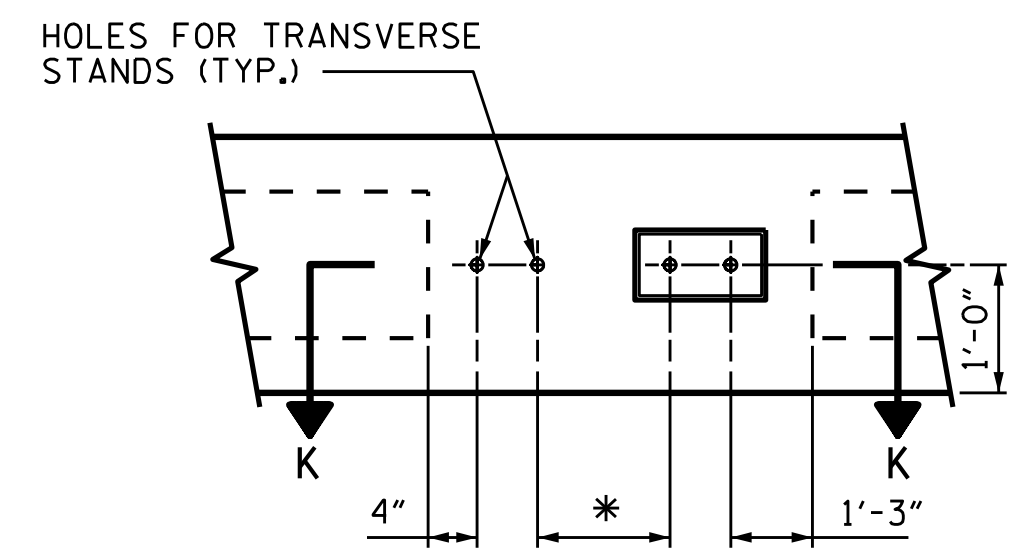 HOLES FOR TRANSVERSE
STANDS (TYP.)
1'-0"
K
K
4"
*
1'-3"